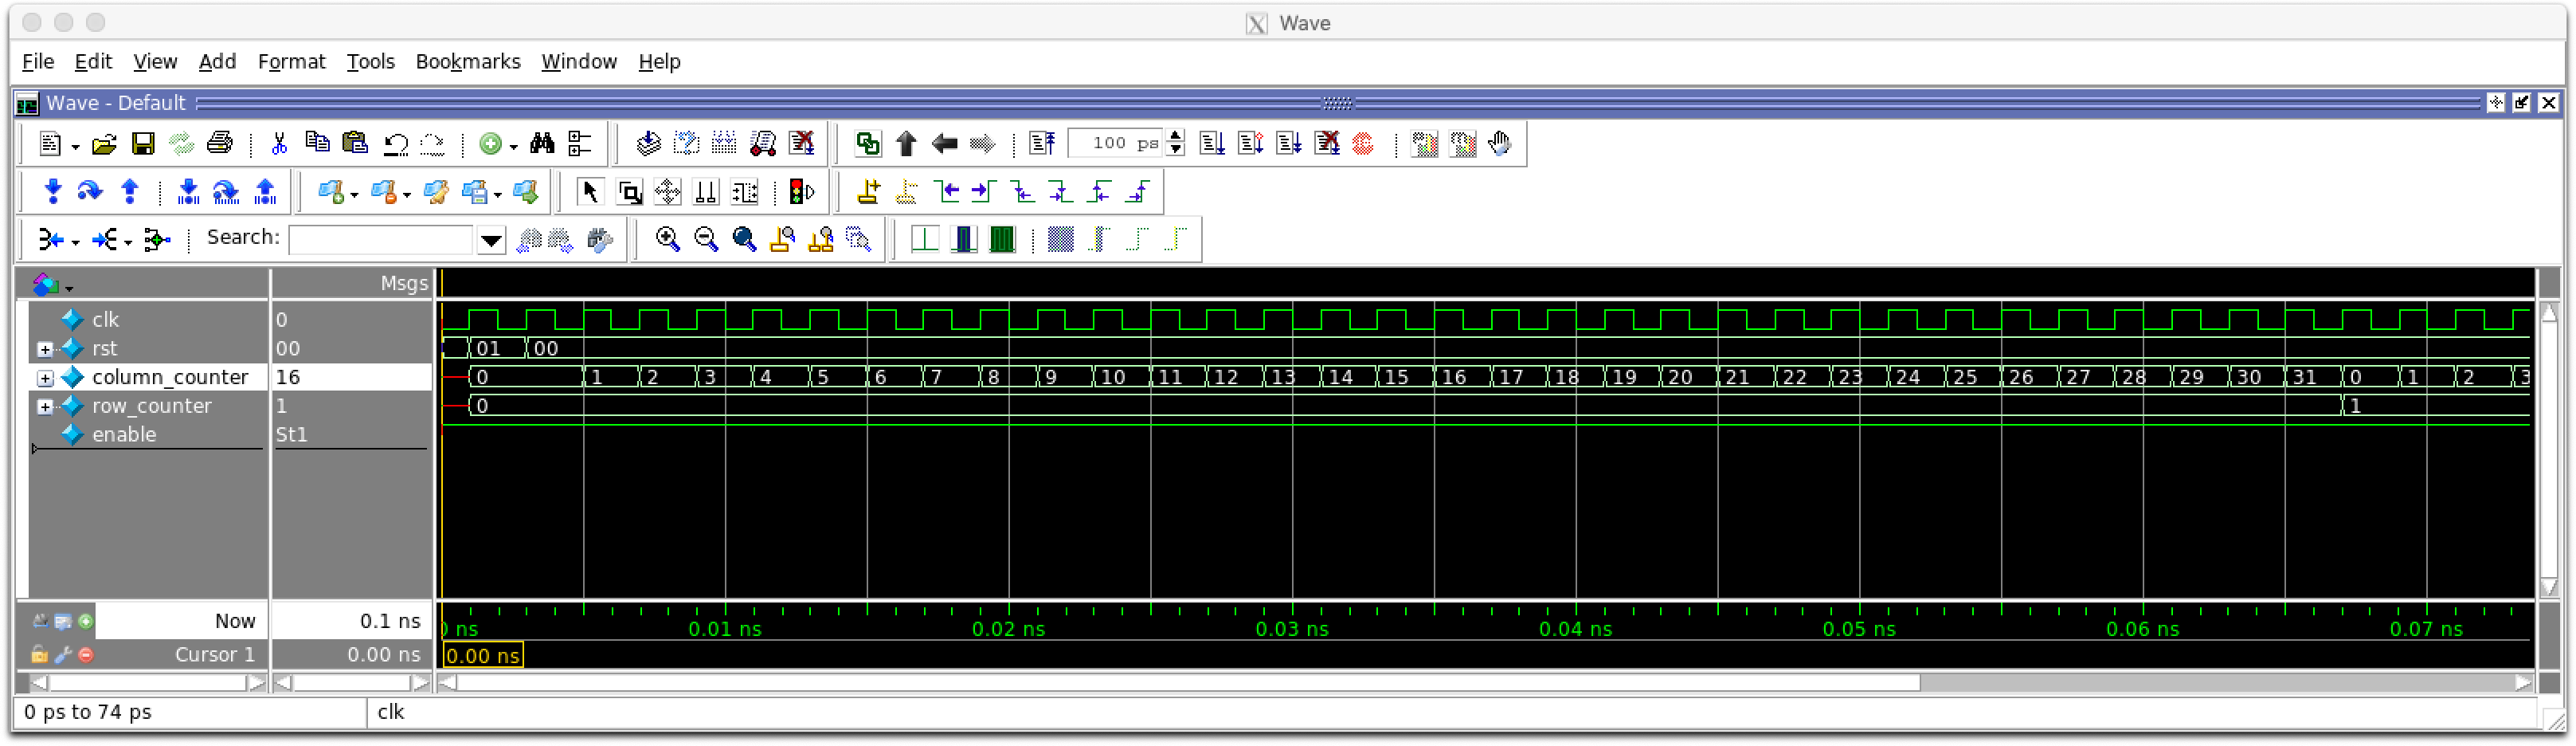 Wave
File Edit View Add Format Tools Bookmarks Window Help
Wave - Default
100 ps
Search:
Msgs
clk 0
rst 00 01 00
column_counter 16 0 1 2 3 4 5 6 7 8 9 10 11 12 13 14 15 16 17 18 19 20 21 22 23 24 25 26 27 28 29 30 31 0 1 2 3
row_counter 1 0 1
enable St1
Now 0.1 ns 0 ns 0.01 ns 0.02 ns 0.03 ns 0.04 ns 0.05 ns 0.06 ns 0.07 ns
Cursor 1 0.00 ns 0.00 ns
0 ps to 74 ps clk